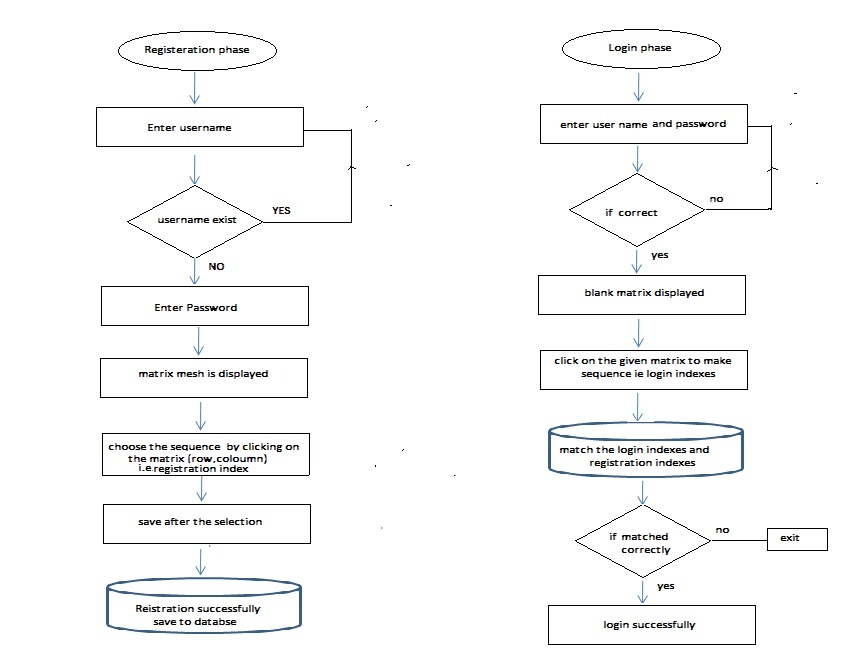 Registeration phase
Enter username
username exist
YES
NO
Enter Password
matrix mesh is displayed
choose the sequence by clicking on
the matrix (row,coloumn)
i.e.registration index
save after the selection
Reistration successfully
save to databse
Login phase
enter user name and password
if correct
no
yes
blank matrix displayed
click on the given matrix to make
sequence ie login indexes
match the login indexes and
registration indexes
if matched
correctly
no
exit
yes
login successfully